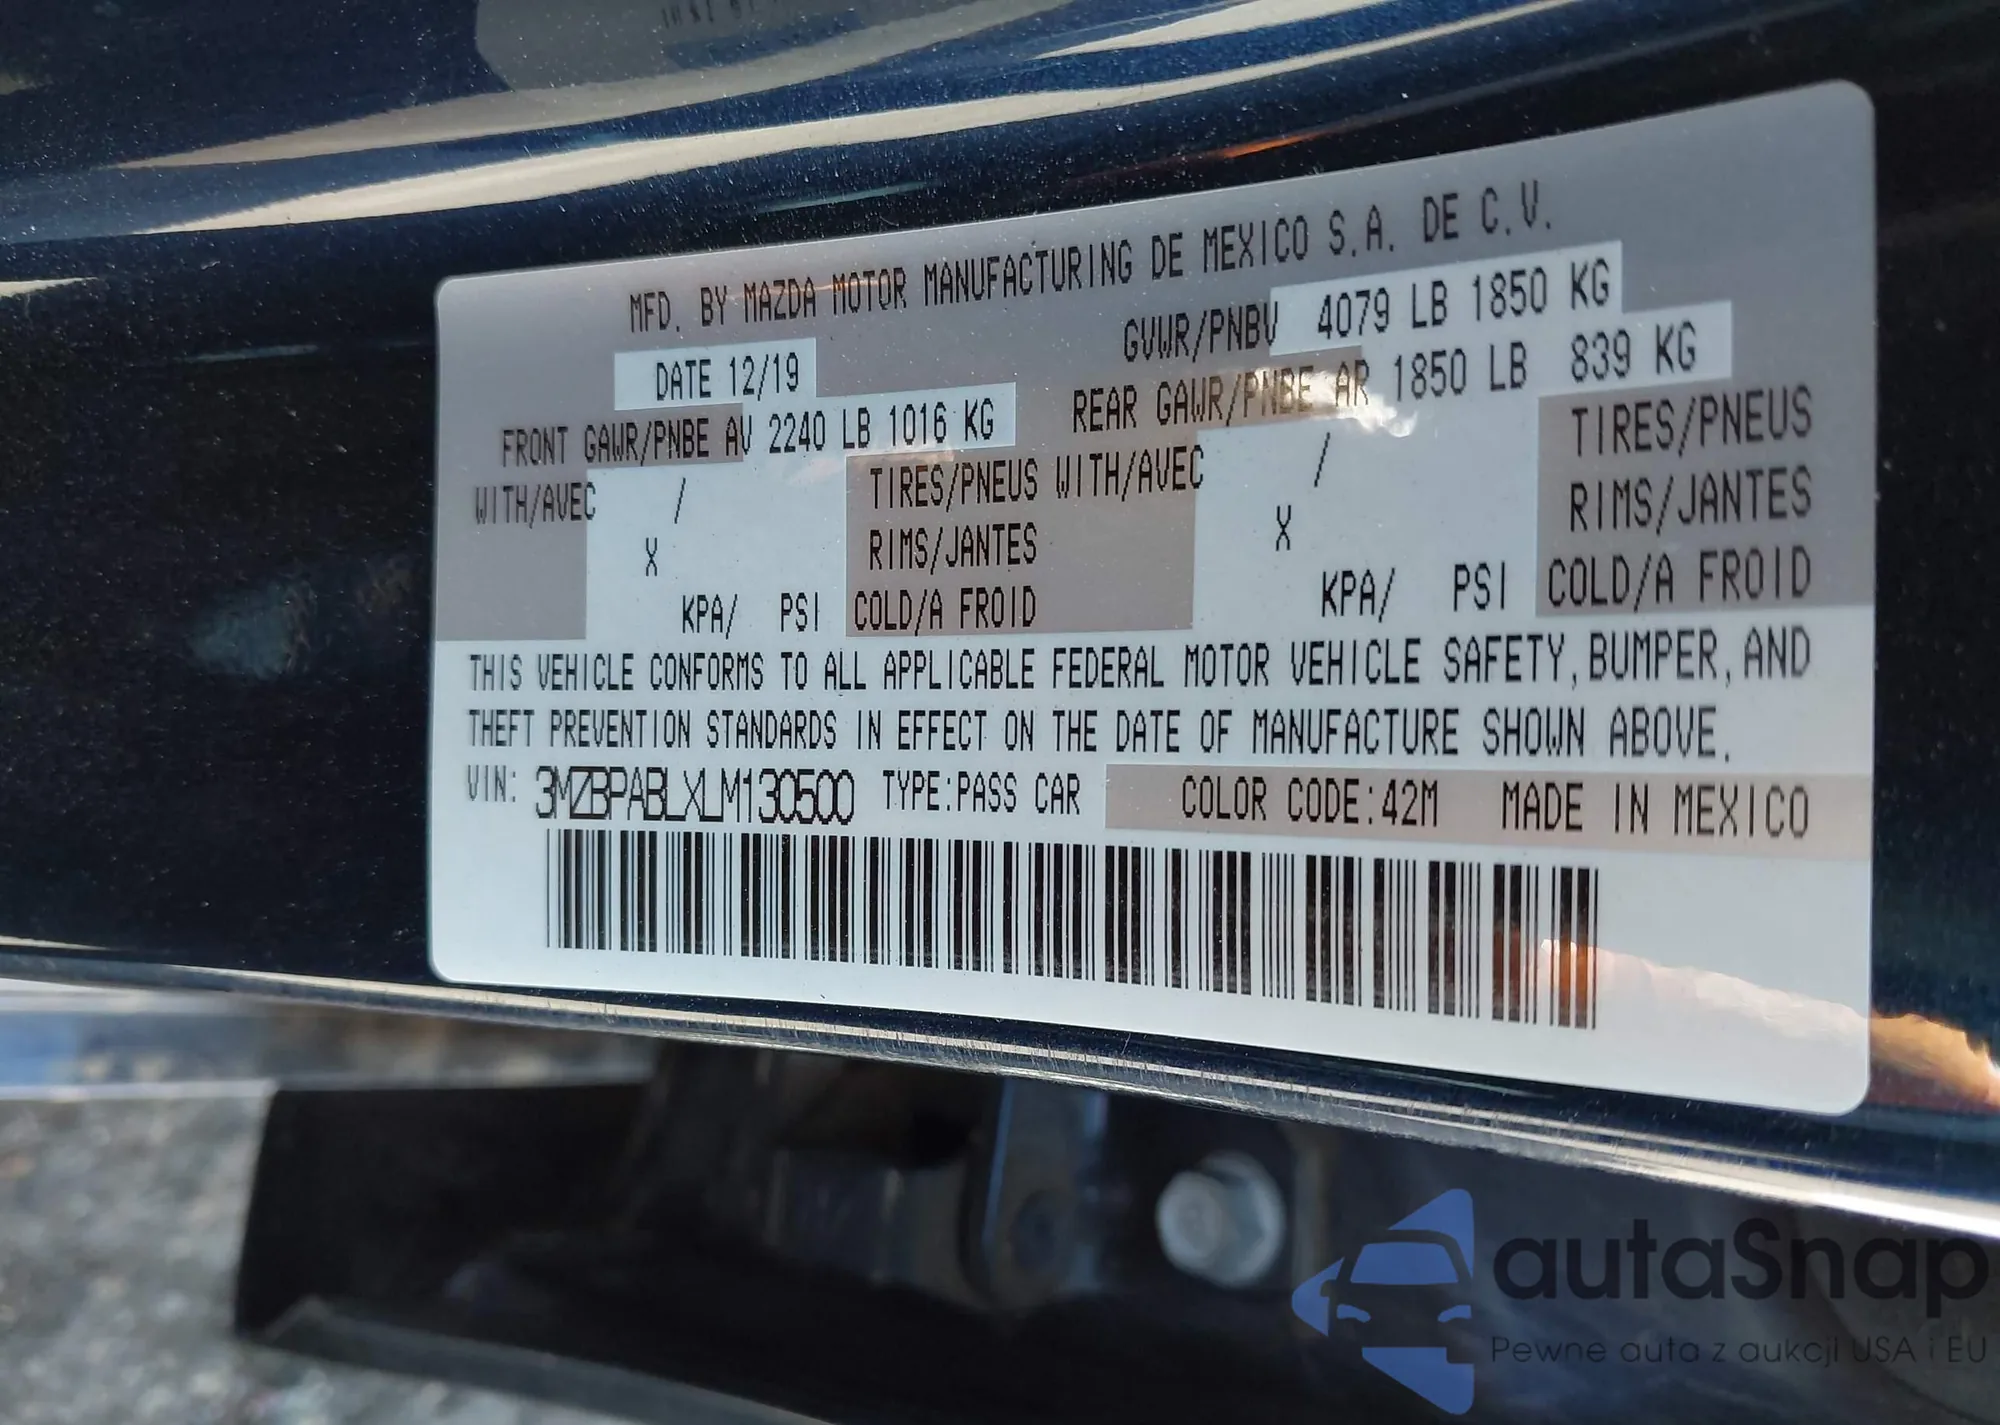 MFD. BY MAZDA MOTOR MANUFACTURING DE MEXICO S.A. DE C.V.
DATE 12/19 GVWR/PNBV 4079 LB 1850 KG
FRONT GAWR/PNBE AV 2240 LB 1016 KG REAR GAWR/PNBE AR 1850 LB 839 KG
WITH/AVEC / TIRES/PNEUS WITH/AVEC / TIRES/PNEUS
X RIMS/JANTES X RIMS/JANTES
KPA/ PSI COLD/A FROID KPA/ PSI COLD/A FROID
THIS VEHICLE CONFORMS TO ALL APPLICABLE FEDERAL MOTOR VEHICLE SAFETY, BUMPER, AND
THEFT PREVENTION STANDARDS IN EFFECT ON THE DATE OF MANUFACTURE SHOWN ABOVE.
VIN: 3MZBPABLXLM130500 TYPE:PASS CAR COLOR CODE:42M MADE IN MEXICO
autaSnap
Pewne auta z aukcji USA i EU